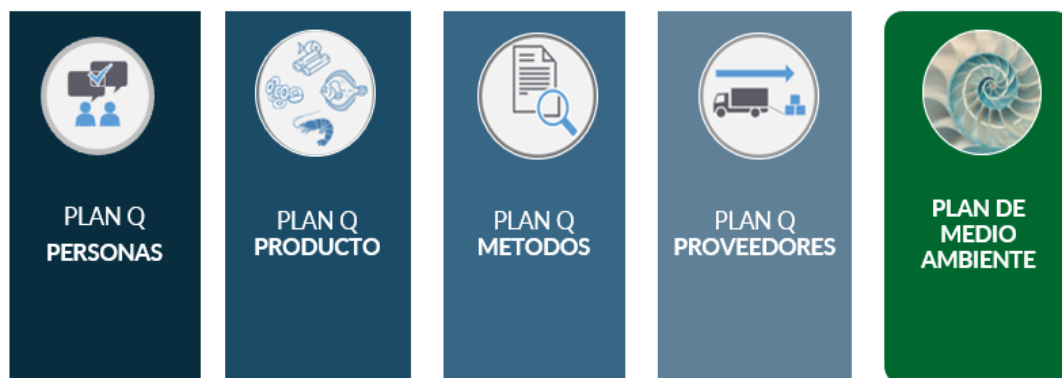 PLAN Q
PERSONAS
PLAN Q
PRODUCTO
PLAN Q
METODOS
PLAN Q
PROVEEDORES
PLAN DE
MEDIO
AMBIENTE